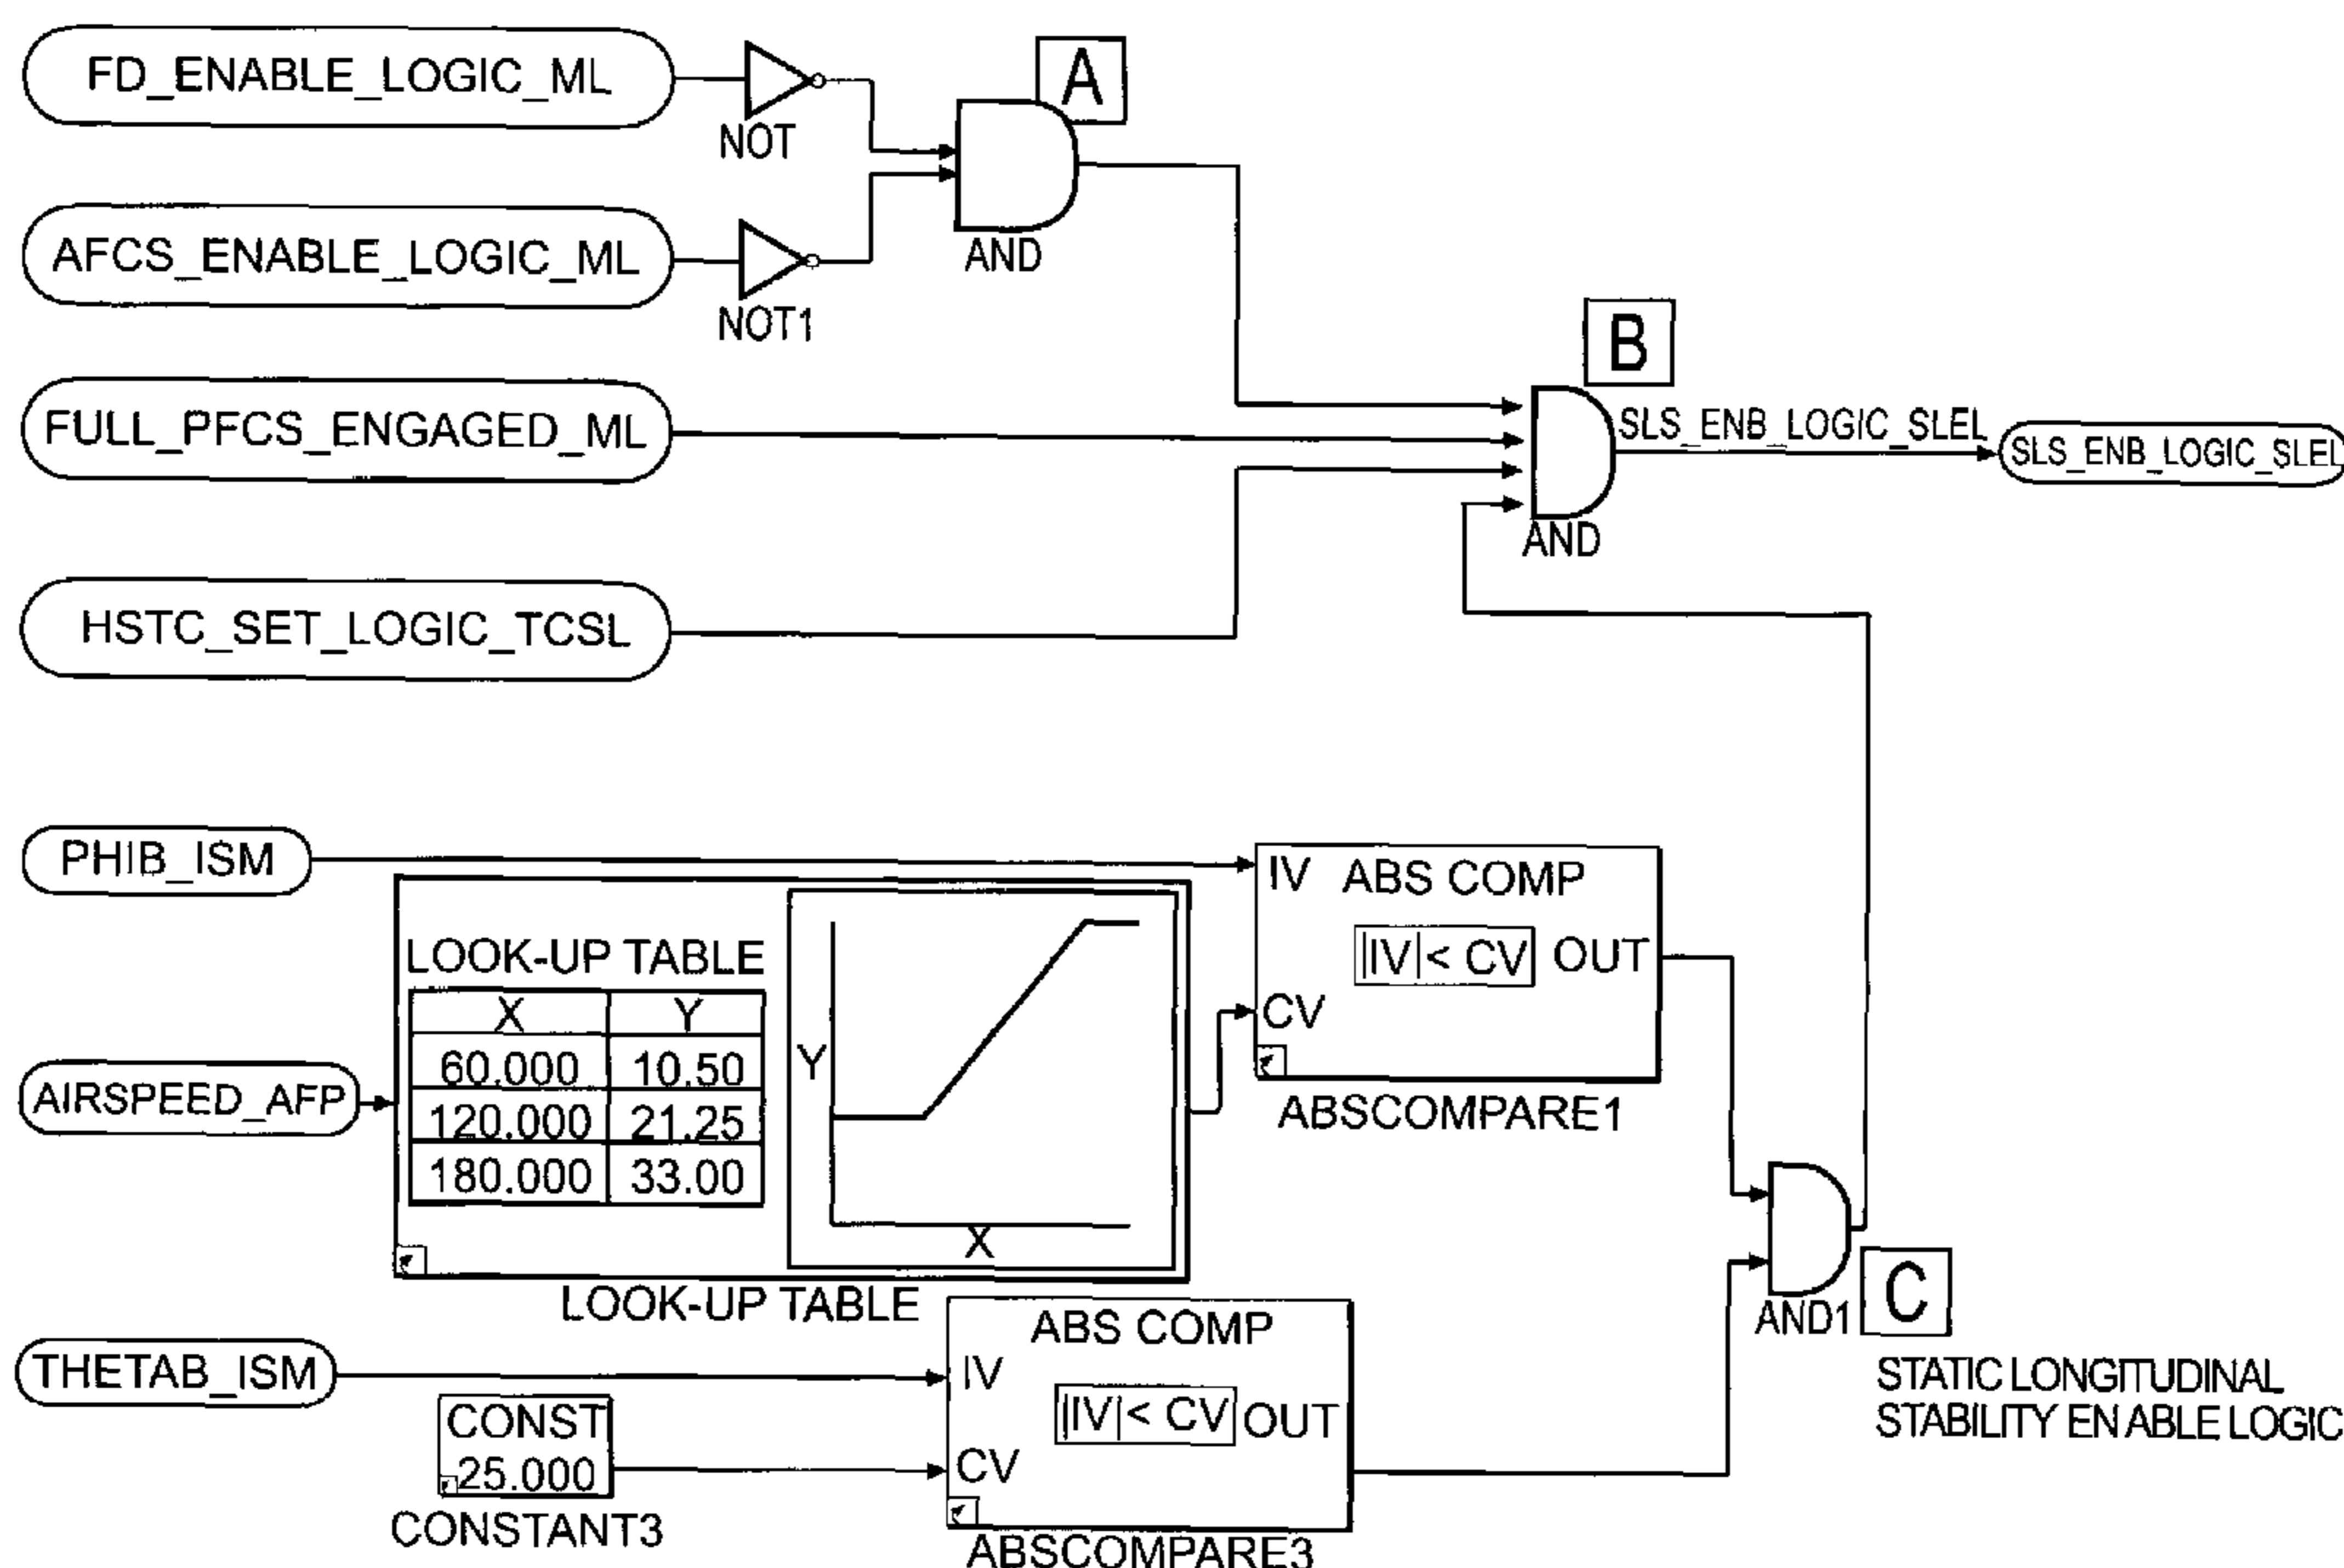 FD_ENABLE_LOGIC_ML
NOT
A
AND
AFCS_ENABLE_LOGIC_ML
NOT1
FULL_PFCS_ENGAGED_ML
B
SLS_ENB_LOGIC_SLEL
SLS_ENB_LOGIC_SLEL
AND
HSTC_SET_LOGIC_TCSL
PHIB_ISM
IV ABS COMP
|IV|< CV OUT
CV
ABSCOMPARE1
LOOK-UP TABLE
X Y
60.000 10.50
120.000 21.25
180.000 33.00
Y
X
AIRSPEED_AFP
LOOK-UP TABLE
AND1
C
STATIC LONGITUDINAL
STABILITY ENABLE LOGIC
THETAB_ISM
ABS COMP
IV
|IV|< CV OUT
CV
CONST
25.000
CONSTANT3
ABSCOMPARE3